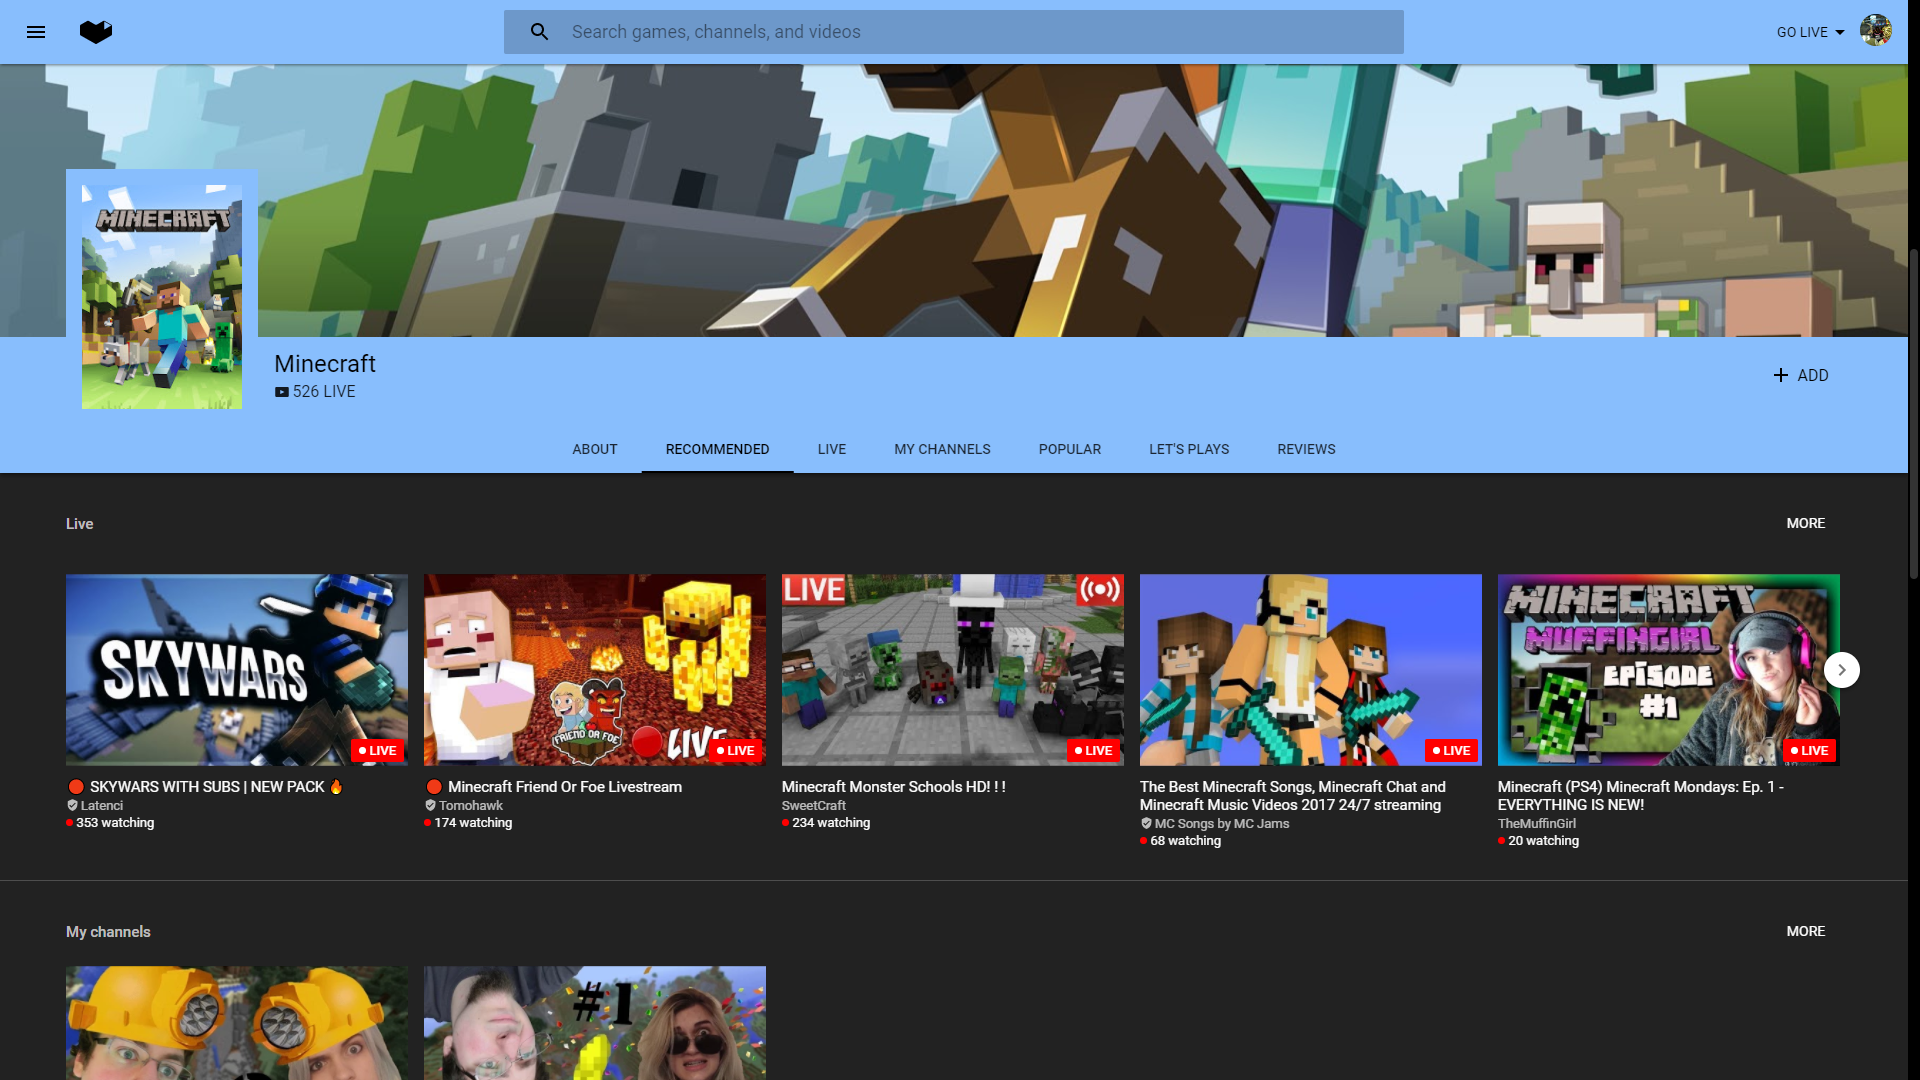 Search games, channels, and videos
GO LIVE
MINECRAFT
Minecraft
526 LIVE
ADD
ABOUT
RECOMMENDED
LIVE
MY CHANNELS
POPULAR
LET'S PLAYS
REVIEWS
Live
MORE
SKYWARS
LIVE
FRIEND OR FOE
LIVE
LIVE
LIVE
LIVE
LIVE
MINECRAFT
MUFFINGIRL
EPISODE
#1
LIVE
SKYWARS WITH SUBS | NEW PACK 🔥
Latenci
353 watching
Minecraft Friend Or Foe Livestream
Tomohawk
174 watching
Minecraft Monster Schools HD! ! !
SweetCraft
234 watching
The Best Minecraft Songs, Minecraft Chat and
Minecraft Music Videos 2017 24/7 streaming
MC Songs by MC Jams
68 watching
Minecraft (PS4) Minecraft Mondays: Ep. 1 -
EVERYTHING IS NEW!
TheMuffinGirl
20 watching
My channels
MORE
#1